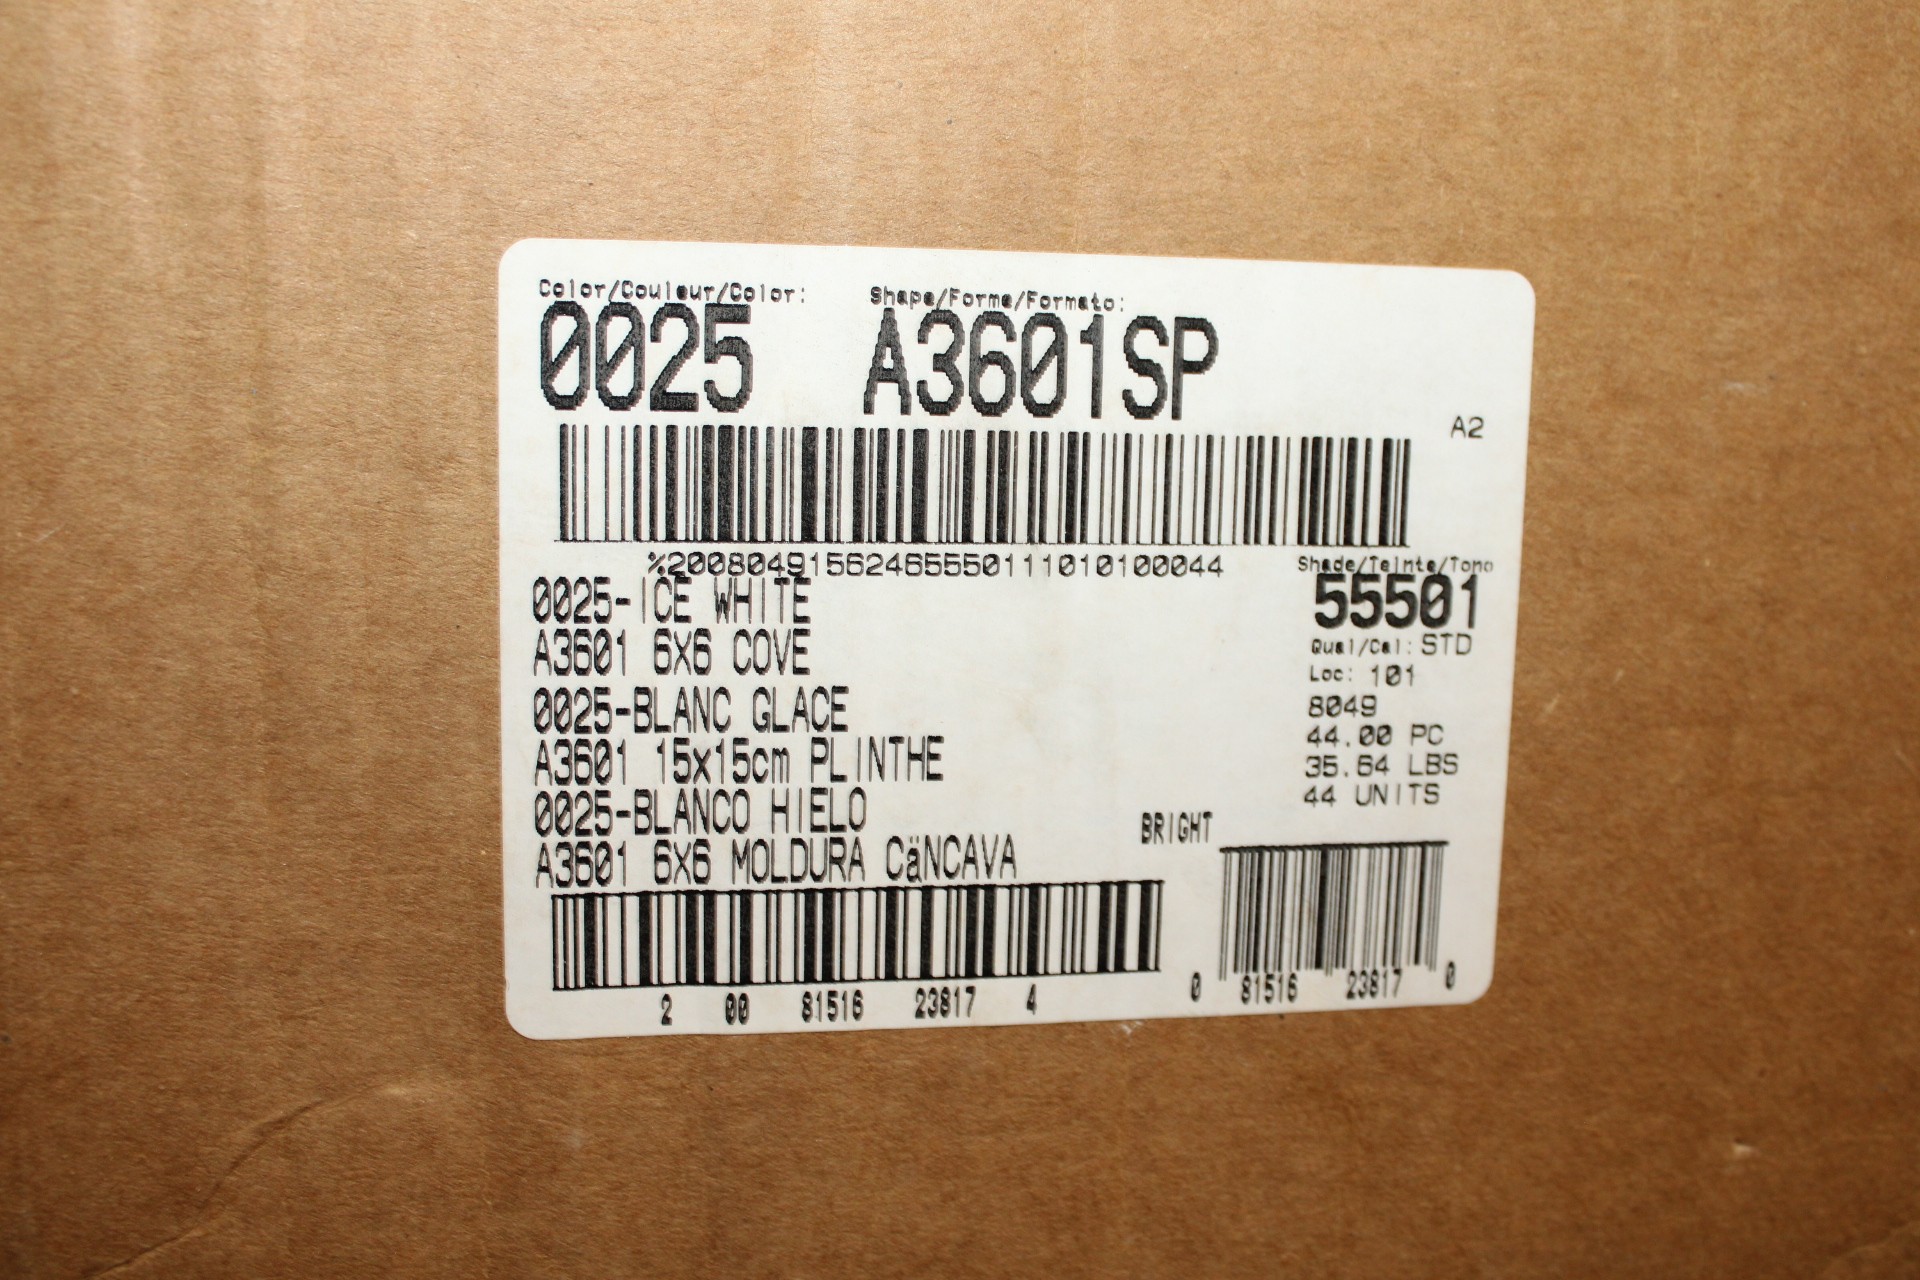 Color/Couleur/Color: Shape/Forme/Formato:
0025 A3601SP
A2
%2008049156246555011101010 0044
Shade/Teinte/Tono
55501
0025-ICE WHITE
A3601 6X6 COVE
Qual/Cal: STD
Loc: 101
0025-BLANC GLACE
8049
A3601 15x15cm PLINTHE
44.00 PC
35.64 LBS
0025-BLANCO HIELO
44 UNITS
BRIGHT
A3601 6X6 MOLDURA CäNCAVA
2 00 81516 23817 4
0 81516 23817 0